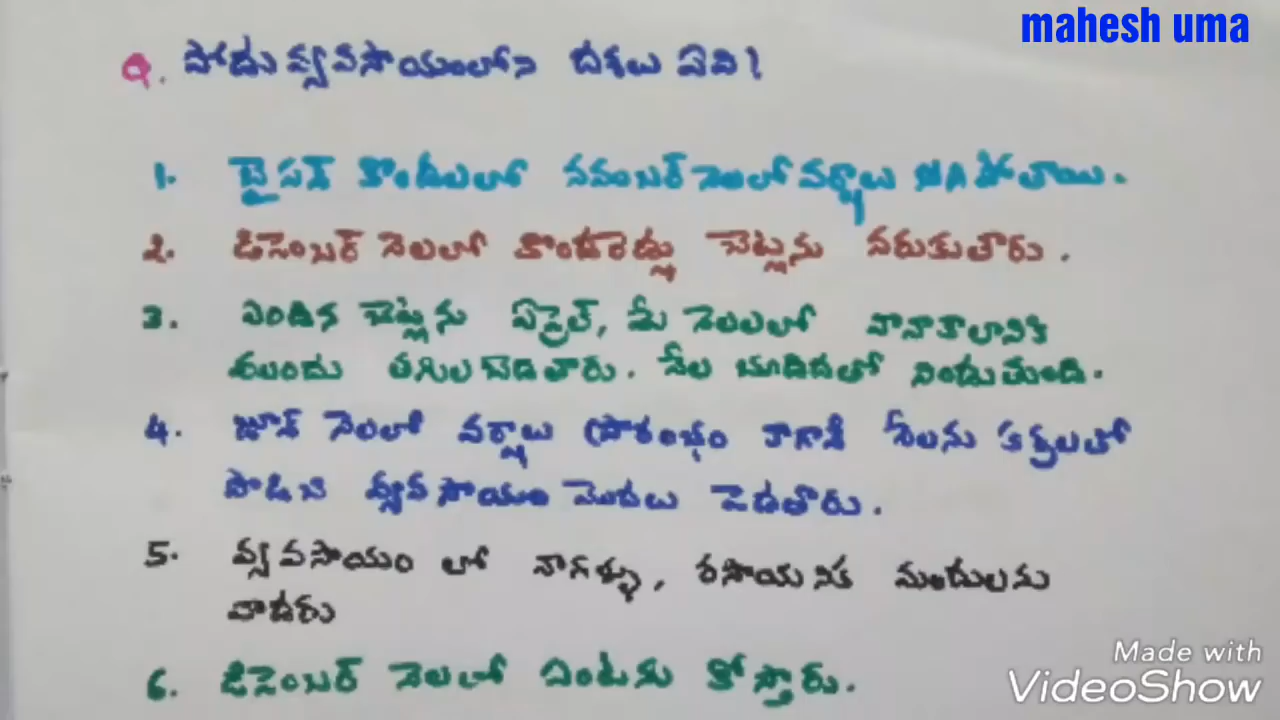 mahesh uma
Q. పోడు వ్యవసాయంలోని దశలు ఏవి?
1. బైసన్ కొండలలో నవంబర్ నెలలో వర్షాలు ఆగి పోతాయి.
2. డిసెంబర్ నెలలో కొండరెడ్లు చెట్లను నరుకుతారు.
3. ఎండిన చెట్లను ఏప్రైల్, మే నెలలలో వానాకాలానికి
ముందు తగిలబెడతారు. నేల బూడిదతో నిండుతుంది.
4. జూన్ నెలలో వర్షాలు ప్రారంభం కాగానే నేలను కర్రలతో
పొడిచి వ్యవసాయం మొదలు పెడతారు.
5. వ్యవసాయం లో నాగళ్ళు, రసాయనిక మందులను
వాడరు
6. డిసెంబర్ నెలలో పంటను కోస్తారు.
Made with
VideoShow